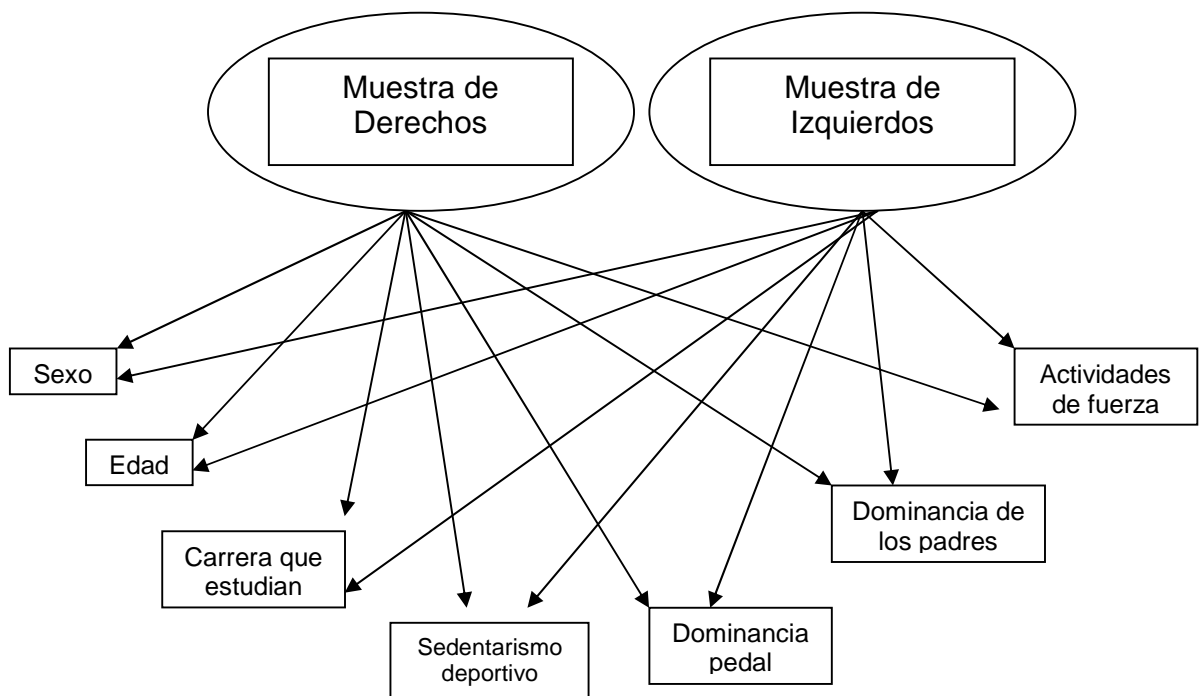 Muestra de
Derechos
Muestra de
Izquierdos
Sexo
Actividades
de fuerza
Edad
Dominancia de
los padres
Carrera que
estudian
Sedentarismo
deportivo
Dominancia
pedal